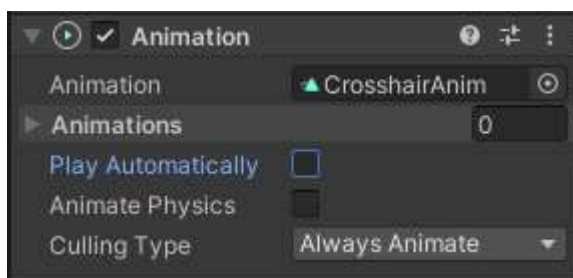 Animation
Animation CrosshairAnim
Animations 0
Play Automatically
Animate Physics
Culling Type Always Animate